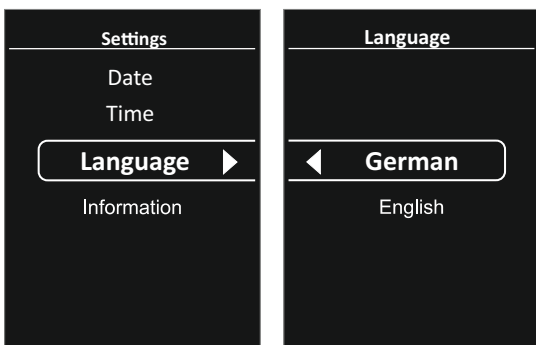 Settings
Date
Time
Language
Information
Language
German
English